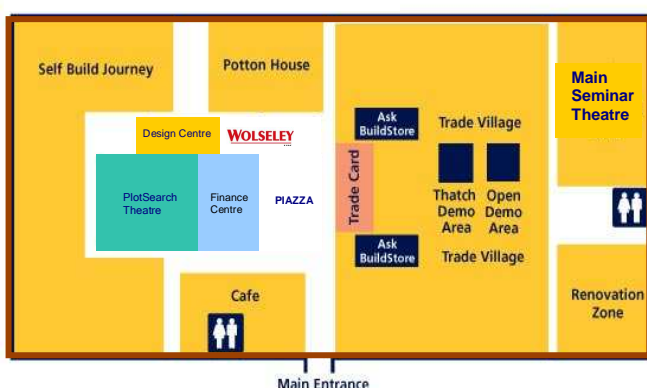 Self Build Journey
Potton House
Main
Seminar
Theatre
Ask
BuildStore
Trade Village
Design Centre
WOLSELEY
PlotSearch
Theatre
Finance
Centre
PIAZZA
Trade Card
Thatch
Demo
Area
Open
Demo
Area
Ask
BuildStore
Trade Village
Cafe
Renovation
Zone
Main Entrance